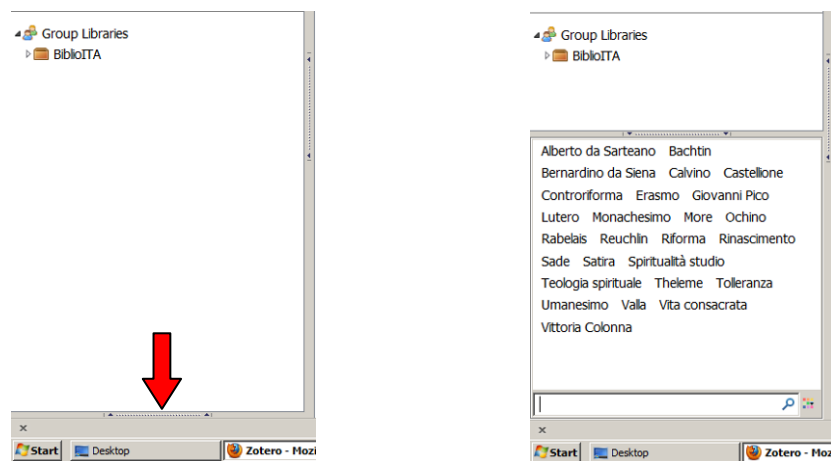 Group Libraries
BiblioITA
×
Start Desktop Zotero - Mozi
Group Libraries
BiblioITA
Alberto da Sarteano Bachtin
Bernardino da Siena Calvino Castellione
Controriforma Erasmo Giovanni Pico
Lutero Monachesimo More Ochino
Rabelais Reuchlin Riforma Rinascimento
Sade Satira Spiritualità studio
Teologia spirituale Theleme Tolleranza
Umanesimo Valla Vita consacrata
Vittoria Colonna
×
Start Desktop Zotero - Moz